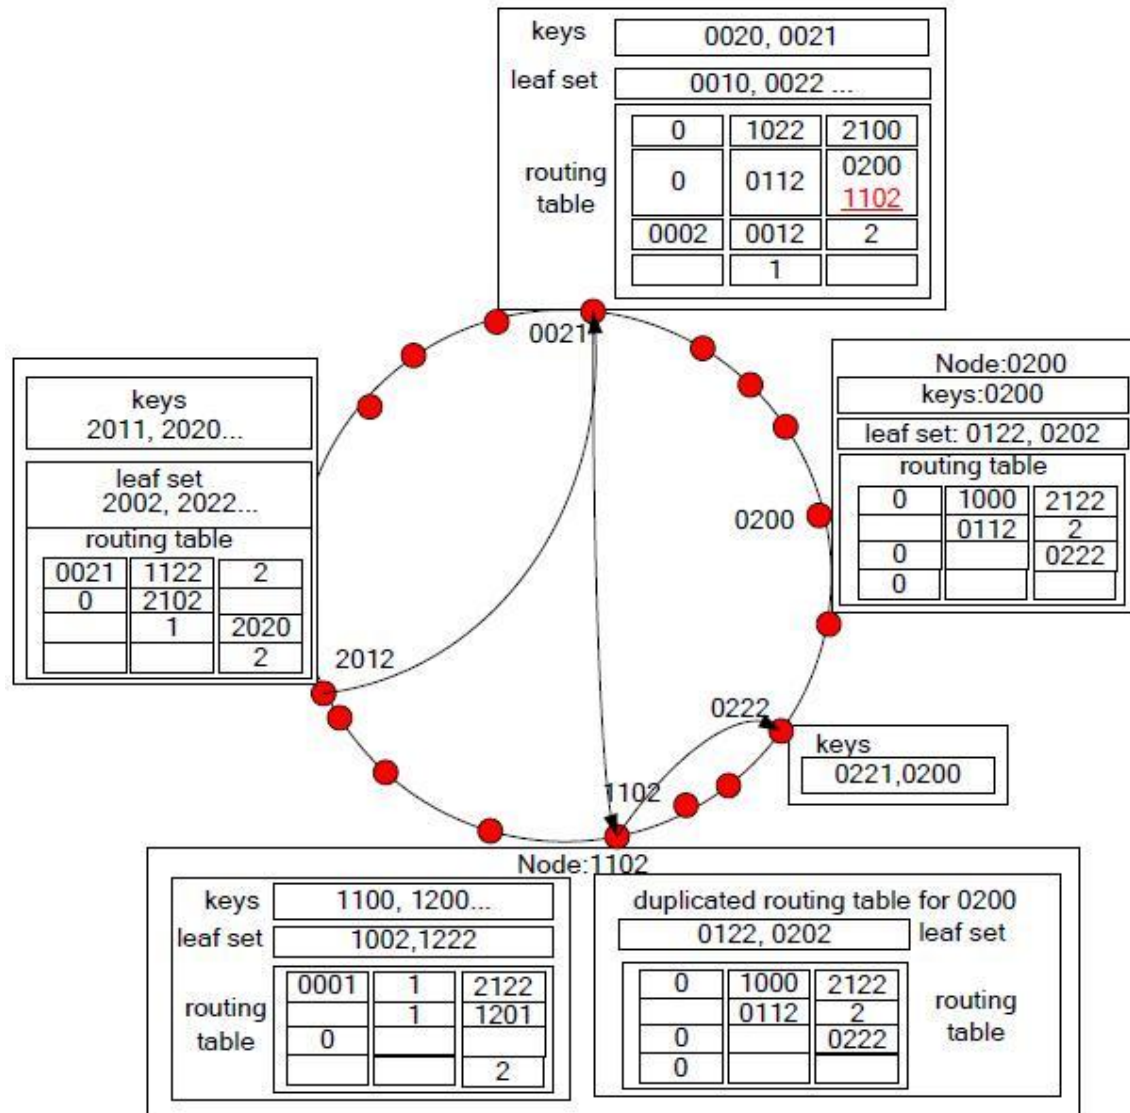 keys 0020, 0021
leaf set 0010, 0022 ...
routing table
0 1022 2100
0 0112 0200
1102
0002 0012 2
1
0021
Node:0200
keys:0200
leaf set: 0122, 0202
routing table
0 1000 2122
0112 2
0 0222
0
0200
keys
2011, 2020...
leaf set
2002, 2022...
routing table
0021 1122 2
0 2102
1 2020
2
2012
0222
keys
0221,0200
1102
Node:1102
keys 1100, 1200...
leaf set 1002,1222
routing table
0001 1 2122
1 1201
0
2
duplicated routing table for 0200
0122, 0202 leaf set
0 1000 2122
0112 2
0 0222
0
routing table